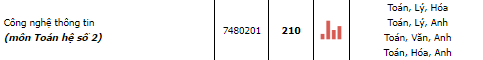 Công nghệ thông tin
(môn Toán hệ số 2)
7480201
210
Toán, Lý, Hóa
Toán, Lý, Anh
Toán, Văn, Anh
Toán, Hóa, Anh